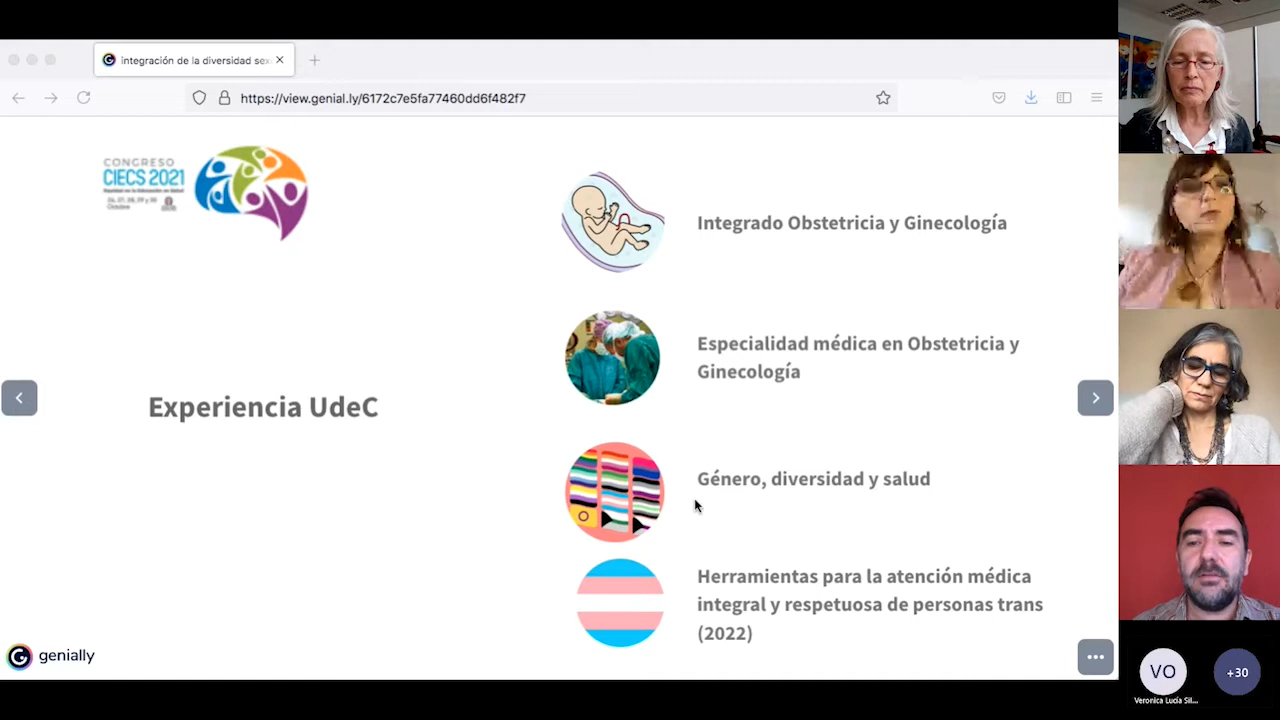 integración de la diversidad sex
https://view.genial.ly/6172c7e5fa77460dd6f482f7
CONGRESO
CIECS 2021
Integrado Obstetricia y Ginecología
Especialidad médica en Obstetricia y
Ginecología
Experiencia UdeC
Género, diversidad y salud
Herramientas para la atención médica
integral y respetuosa de personas trans
(2022)
genially
VO
+30
Veronica Lucía Sil...